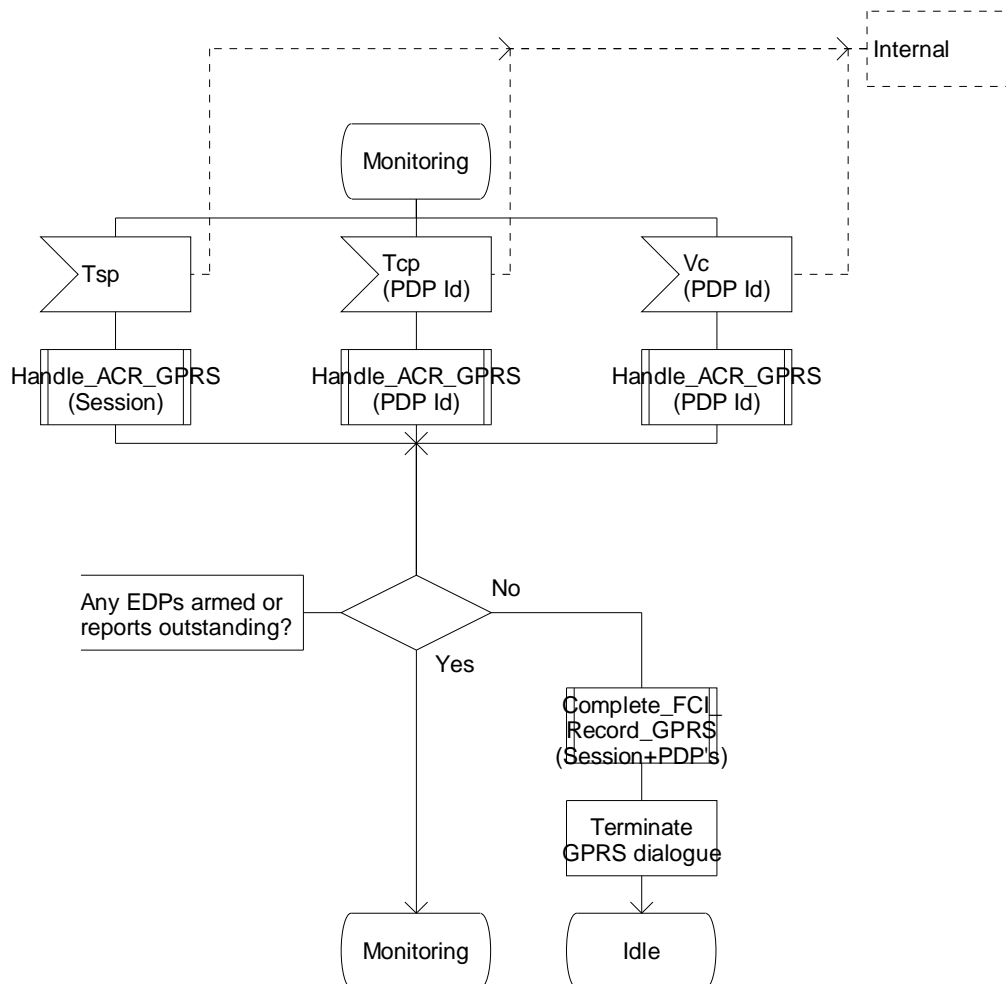 Internal
Monitoring
Tsp
Tcp
(PDP Id)
Vc
(PDP Id)
Handle_ACR_GPRS
(Session)
Handle_ACR_GPRS
(PDP Id)
Handle_ACR_GPRS
(PDP Id)
No
Any EDPs armed or
reports outstanding?
Yes
Complete_FCI_
Record_GPRS
(Session+PDP's)
Terminate
GPRS dialogue
Monitoring
Idle